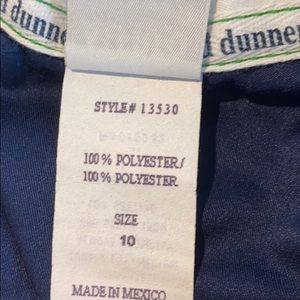 d dunner
STYLE# 13530
100% POLYESTER/
100% POLYESTER
SIZE
10
MADE IN MEXICO